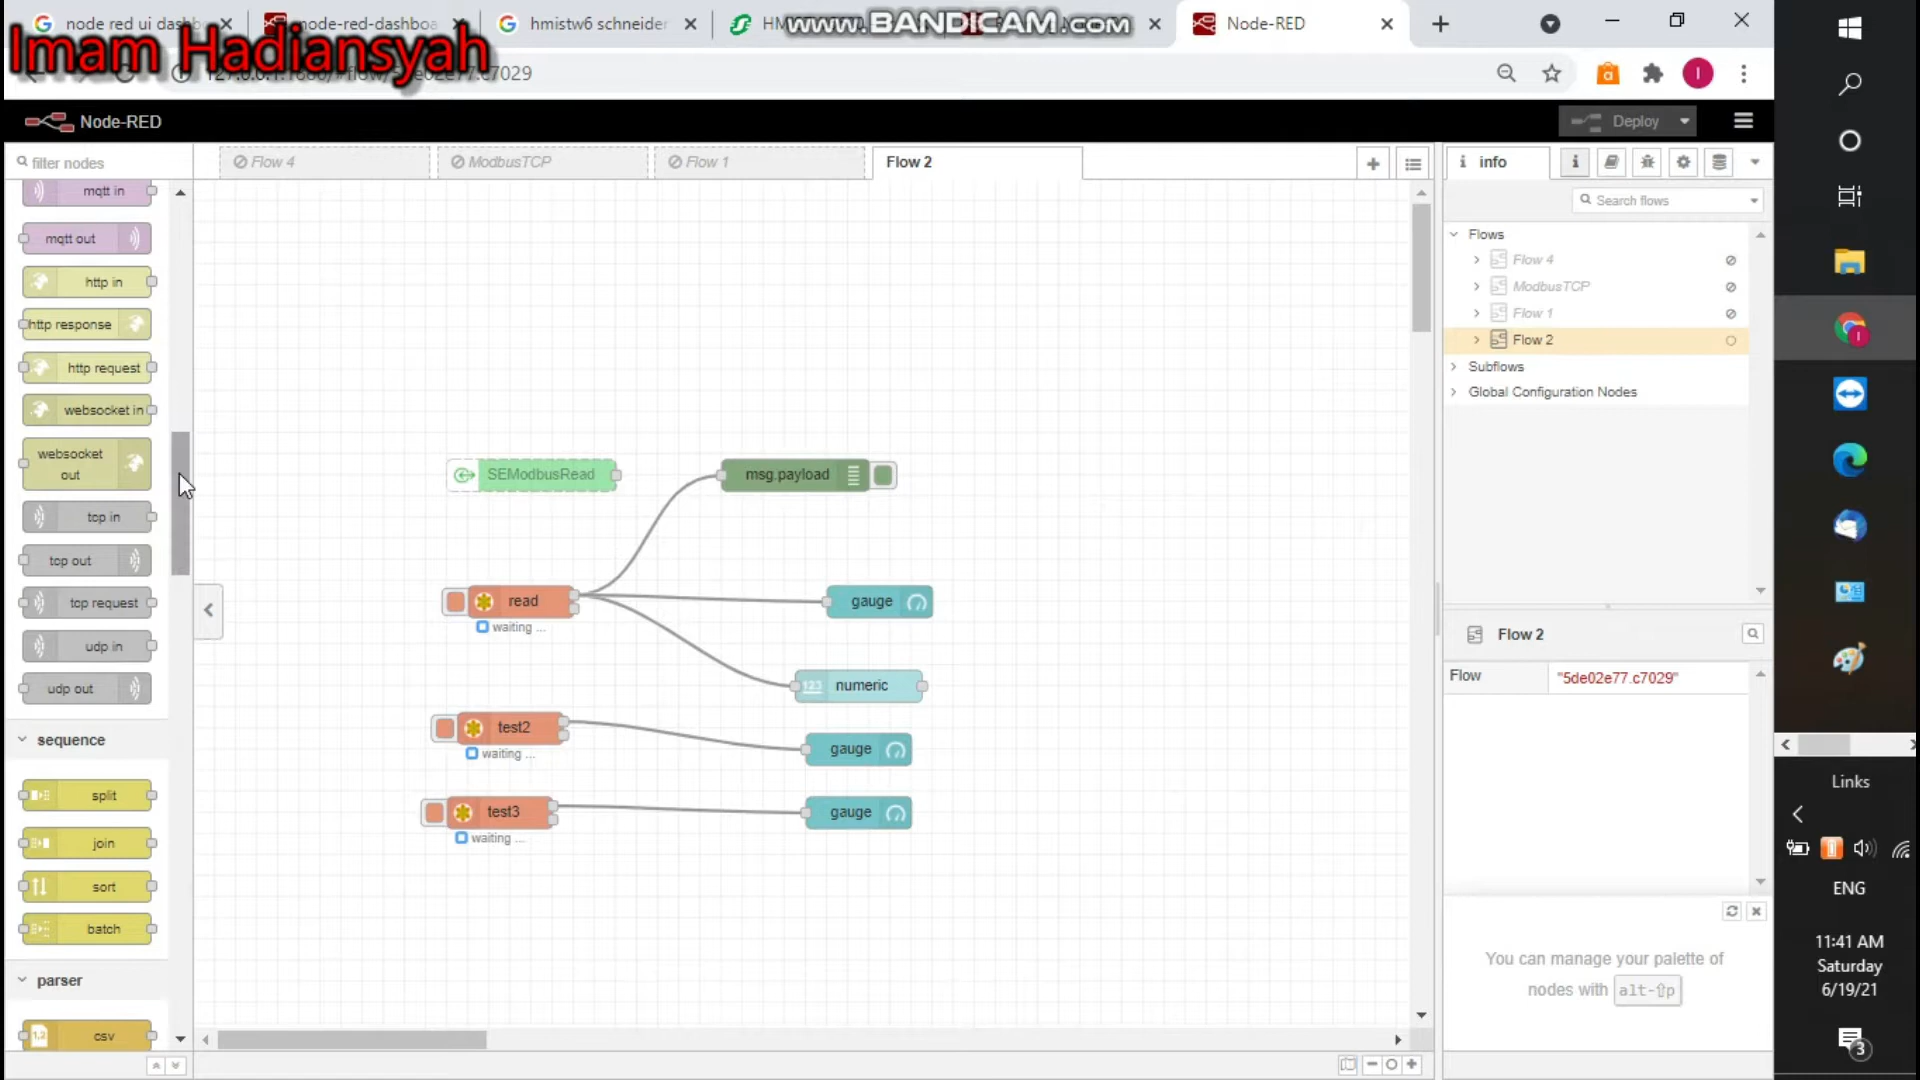 node red ui dashb
node-red-dashboa
hmistw6 schneider
www.BANDICAM.com
Node-RED
Imam Hadiansyah
Node-RED
Deploy
filter nodes
Flow 4
ModbusTCP
Flow 1
Flow 2
info
Search flows
mqtt in
mqtt out
http in
http response
http request
websocket in
websocket
out
tcp in
tcp out
tcp request
udp in
udp out
sequence
split
join
sort
batch
parser
csv
SEModbusRead
msg.payload
read
waiting ...
gauge
numeric
test2
waiting ...
gauge
test3
waiting ...
gauge
Flows
Flow 4
ModbusTCP
Flow 1
Flow 2
Subflows
Global Configuration Nodes
Flow 2
Flow
"5de02e77.c7029"
You can manage your palette of
nodes with alt-⇧p
Links
ENG
11:41 AM
Saturday
6/19/21
3